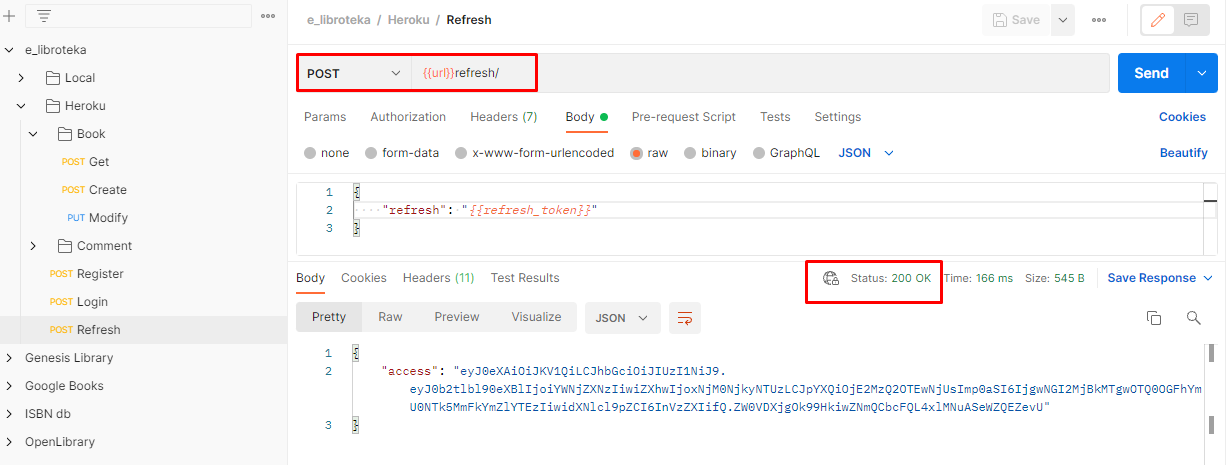 e_libroteka
Local
Heroku
Book
POST Get
POST Create
PUT Modify
Comment
POST Register
POST Login
POST Refresh
Genesis Library
Google Books
ISBN db
OpenLibrary
e_libroteka / Heroku / Refresh
Save
POST {{url}}refresh/
Send
Params Authorization Headers (7) Body Pre-request Script Tests Settings Cookies
none form-data x-www-form-urlencoded raw binary GraphQL JSON Beautify
1 {
2 "refresh": "{{refresh_token}}"
3 }
Body Cookies Headers (11) Test Results Status: 200 OK Time: 166 ms Size: 545 B Save Response
Pretty Raw Preview Visualize JSON
1 {
2 "access": "eyJ0eXAiOiJKV1QiLCJhbGciOiJIUzI1NiJ9.
eyJ0b2tlbl90eXBlIjoiYWNjZXNzIiwiZXhwIjoxNjM0NjkyNTUzLCJpYXQiOjE2MzQ2OTEwNjUsImp0aSI6IjgwNGI2MjBkMTgwOTQ0OGFhYm
U0NTk5MmFkYmZlYTEzIiwidXNlcl9pZCI6InVzZXIifQ.ZW0VDXjgOk99HkiwZNmQCbcFQL4xlMNuASeWZQEZevU"
3 }